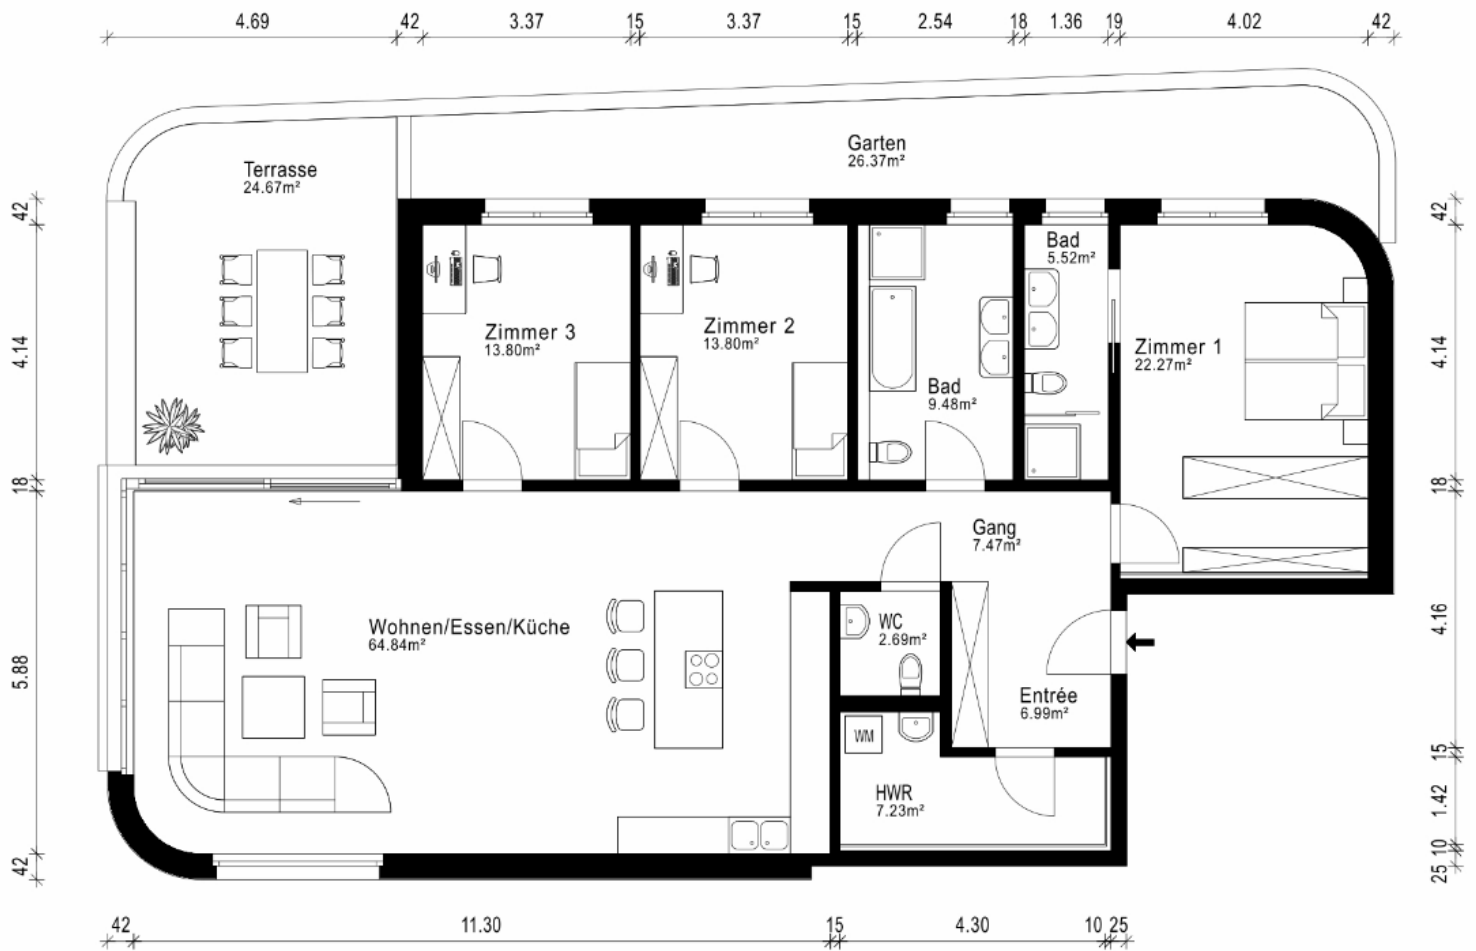 4.69 42 3.37 15 3.37 15 2.54 18 1.36 19 4.02 42
Garten
26.37m²
Terrasse
24.67m²
42
4.14
18
5.88
42
42
4.14
18
4.16
15
1.42
10
25
Bad
5.52m²
Zimmer 3
13.80m²
Zimmer 2
13.80m²
Zimmer 1
22.27m²
Bad
9.48m²
Gang
7.47m²
Wohnen/Essen/Küche
64.84m²
WC
2.69m²
Entrée
6.99m²
WM
HWR
7.23m²
42 11.30 15 4.30 10 25